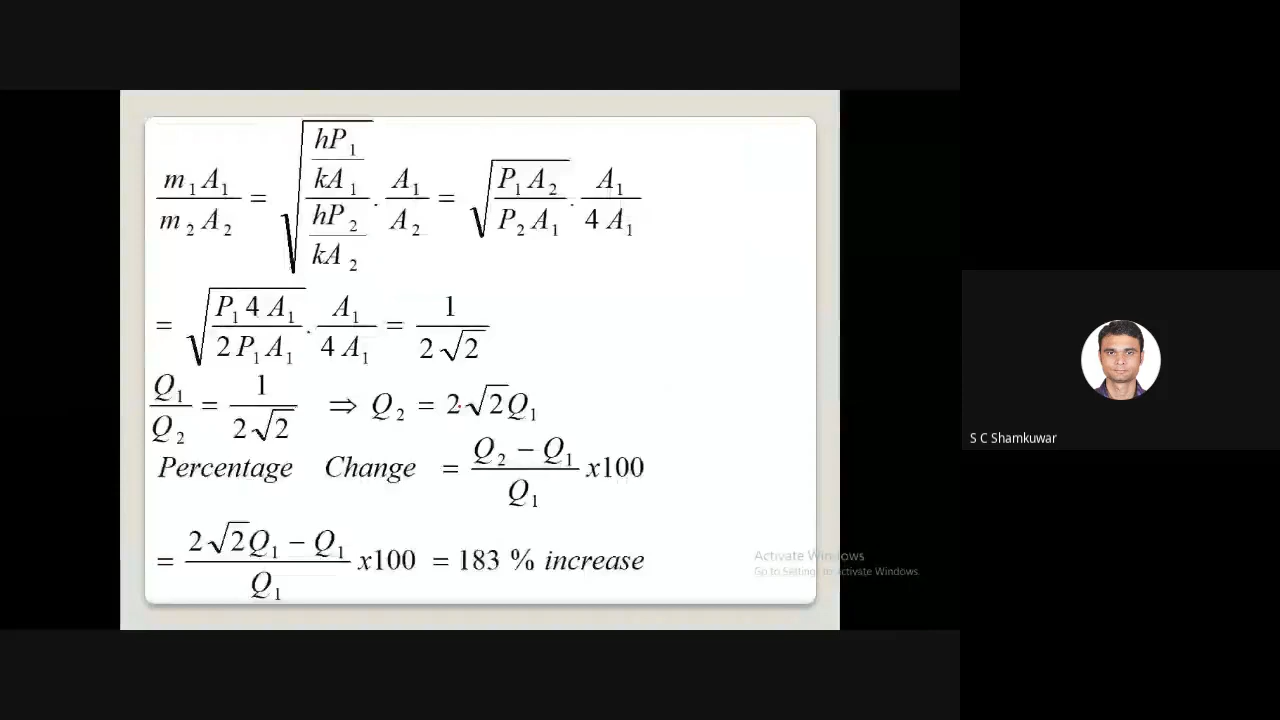 m₁A₁/m₂A₂ = √((hP₁/kA₁)/(hP₂/kA₂)) . A₁/A₂ = √(P₁A₂/P₂A₁) . A₁/4A₁
= √(P₁4A₁/2P₁A₁) . A₁/4A₁ = 1/2√2
Q₁/Q₂ = 1/2√2 ⇒ Q₂ = 2√2Q₁
Percentage Change = (Q₂ − Q₁)/Q₁ x100
= (2√2Q₁ − Q₁)/Q₁ x100 = 183 % increase
Activate Windows
Go to Settings to activate Windows.
S C Shamkuwar